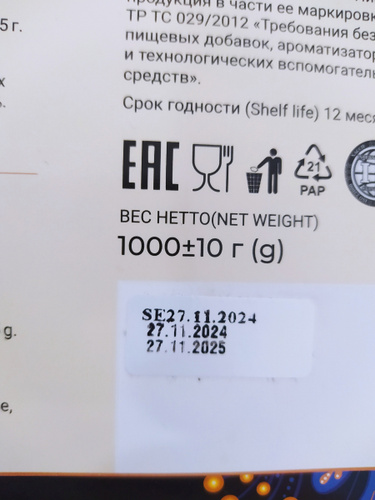 5 г.
продукция в части ее маркировк
ТР ТС 029/2012 «Требования без
пищевых добавок, ароматизатор
и технологических вспомогатель
средств».
Срок годности (Shelf life) 12 меся
EAC
21
PAP
ВЕС НЕТТО(NET WEIGHT)
1000±10 г (g)
SE27.11.2024
27.11.2024
27.11.2025
g.
е,